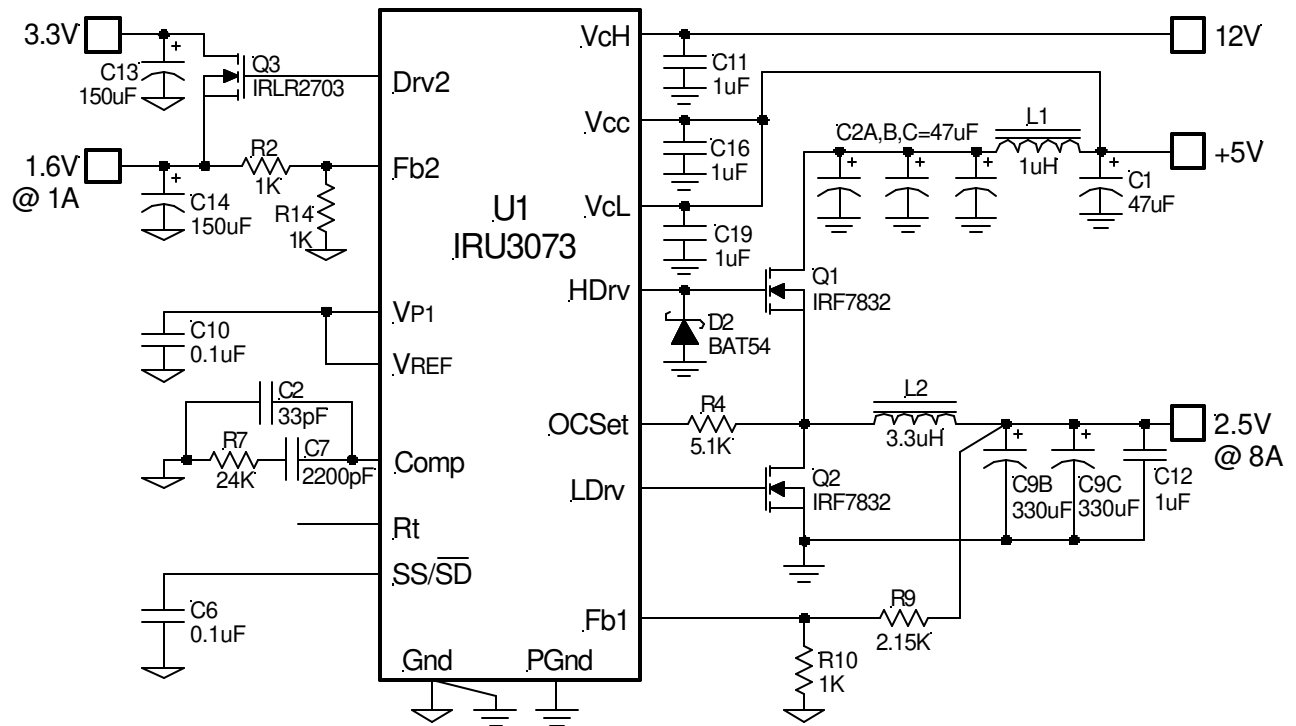 3.3V
C13
150uF
Q3
IRLR2703
1.6V
@ 1A
C14
150uF
R2
1K
R14
1K
C10
0.1uF
C2
33pF
R7
24K
C7
2200pF
C6
0.1uF
Drv2
Fb2
VP1
VREF
Comp
Rt
SS/SD
Gnd
PGnd
U1
IRU3073
VcH
Vcc
VcL
HDrv
OCSet
LDrv
Fb1
C11
1uF
C16
1uF
C19
1uF
D2
BAT54
R4
5.1K
C2A,B,C=47uF
L1
1uH
C1
47uF
Q1
IRF7832
L2
3.3uH
Q2
IRF7832
C9B
330uF
C9C
330uF
C12
1uF
R9
2.15K
R10
1K
12V
+5V
2.5V
@ 8A